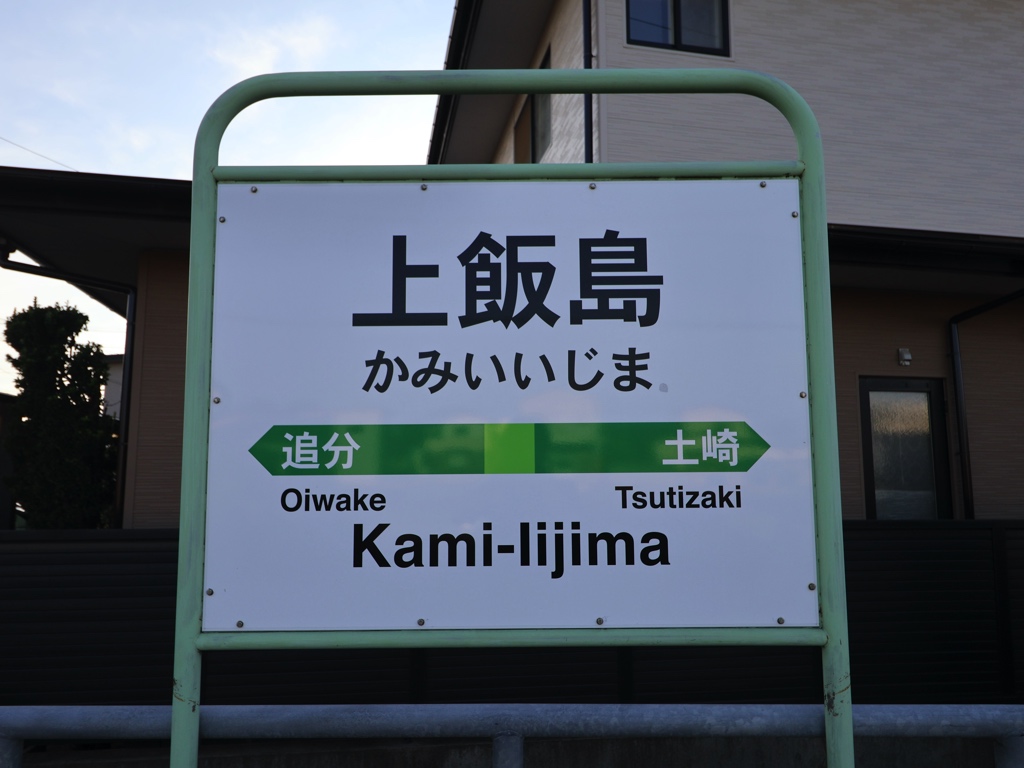 上飯島
かみいいじま
追分 土崎
Oiwake Tsutizaki
Kami-Iijima